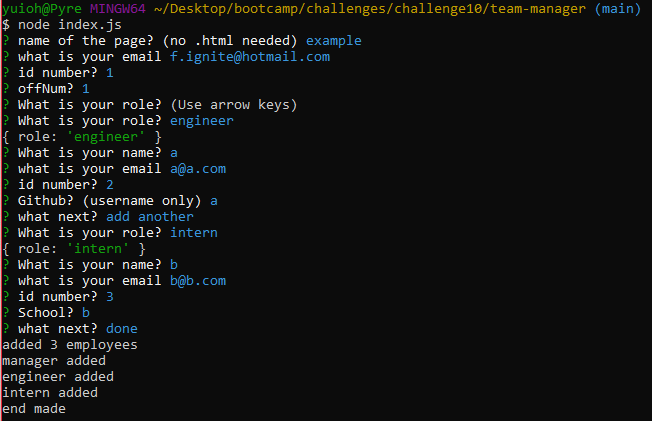 yuioh@Pyre MINGW64 ~/Desktop/bootcamp/challenges/challenge10/team-manager (main)
$ node index.js
? name of the page? (no .html needed) example
? what is your email f.ignite@hotmail.com
? id number? 1
? offNum? 1
? What is your role? (Use arrow keys)
? What is your role? engineer
{ role: 'engineer' }
? What is your name? a
? what is your email a@a.com
? id number? 2
? Github? (username only) a
? what next? add another
? What is your role? intern
{ role: 'intern' }
? What is your name? b
? what is your email b@b.com
? id number? 3
? School? b
? what next? done
added 3 employees
manager added
engineer added
intern added
end made